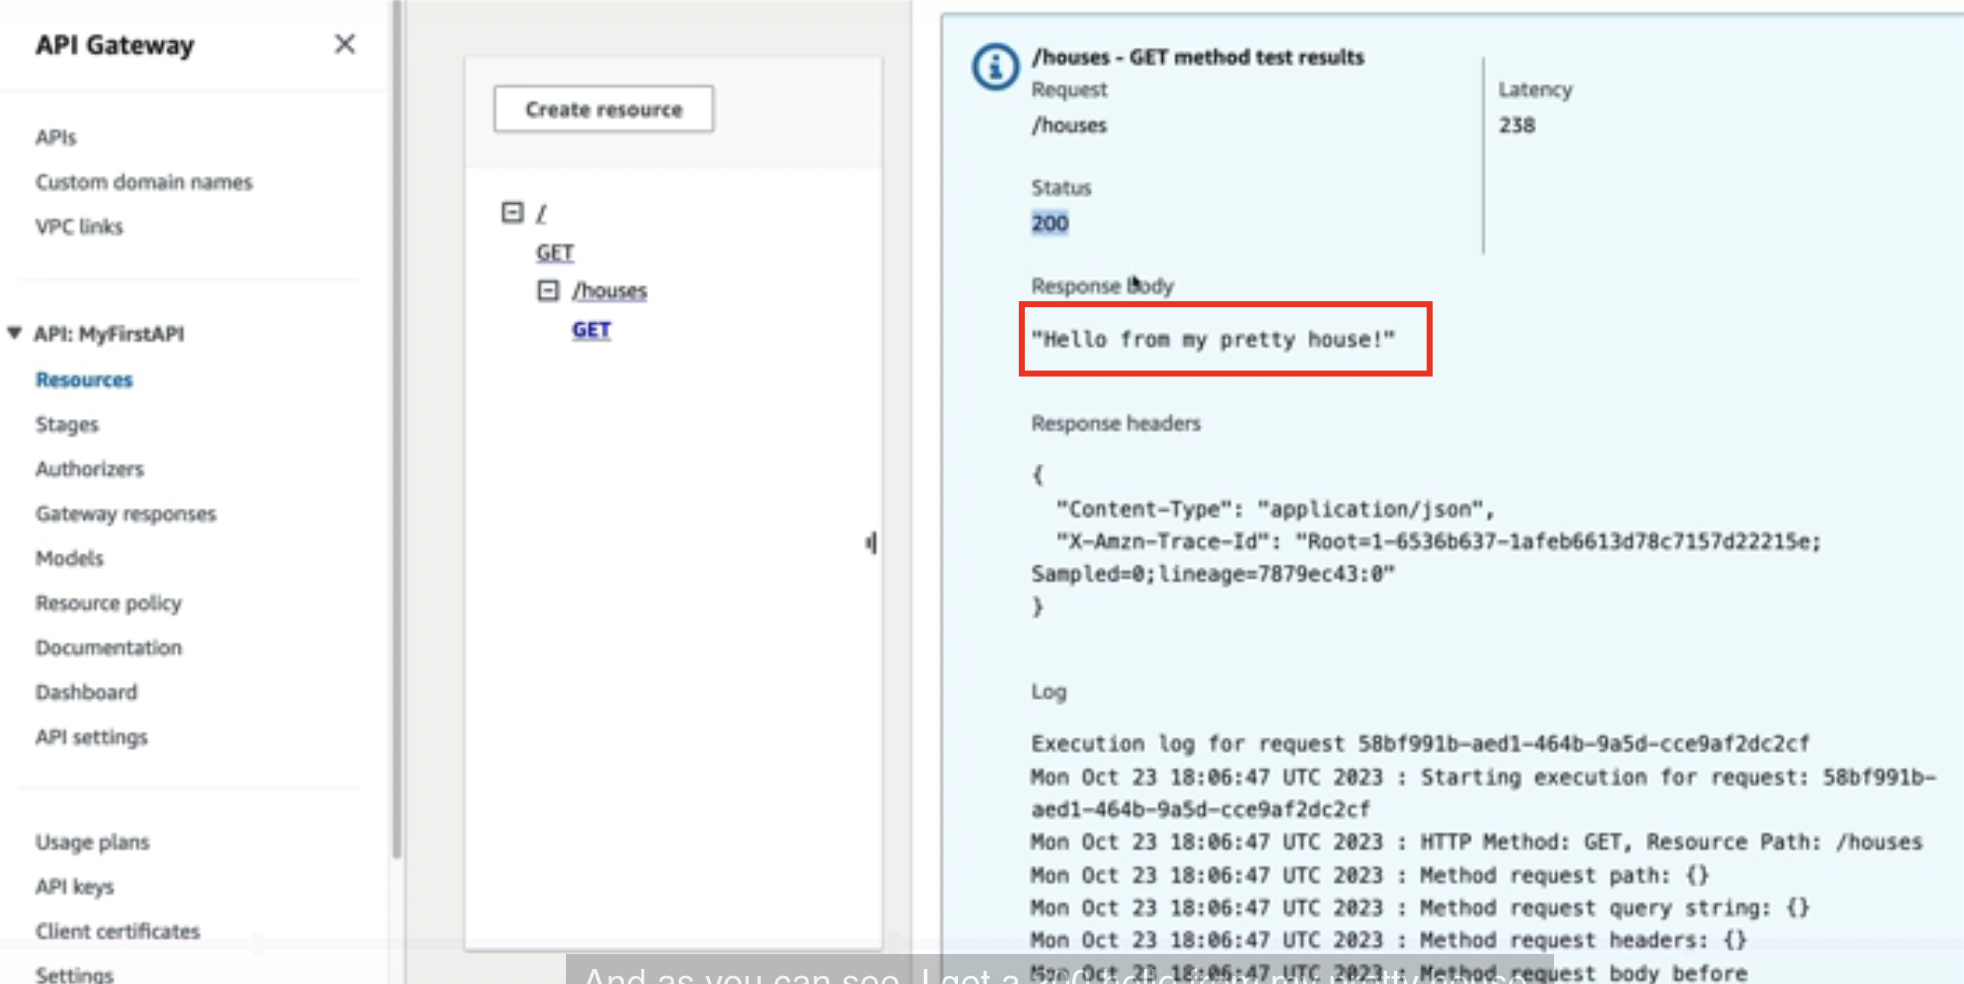 API Gateway
APIs
Custom domain names
VPC links
API: MyFirstAPI
Resources
Stages
Authorizers
Gateway responses
Models
Resource policy
Documentation
Dashboard
API settings
Usage plans
API keys
Client certificates
Settings
Create resource
/
GET
/houses
GET
/houses - GET method test results
Request
/houses
Latency
238
Status
200
Response body
"Hello from my pretty house!"
Response headers
{
"Content-Type": "application/json",
"X-Amzn-Trace-Id": "Root=1-6536b637-1afeb6613d78c7157d22215e;
Sampled=0;lineage=7879ec43:0"
}
Log
Execution log for request 58bf991b-aed1-464b-9a5d-cce9af2dc2cf
Mon Oct 23 18:06:47 UTC 2023 : Starting execution for request: 58bf991b-
aed1-464b-9a5d-cce9af2dc2cf
Mon Oct 23 18:06:47 UTC 2023 : HTTP Method: GET, Resource Path: /houses
Mon Oct 23 18:06:47 UTC 2023 : Method request path: {}
Mon Oct 23 18:06:47 UTC 2023 : Method request query string: {}
Mon Oct 23 18:06:47 UTC 2023 : Method request headers: {}
Mon Oct 23 18:06:47 UTC 2023 : Method request body before
And as you can see, I got a 200 hello from my pretty house